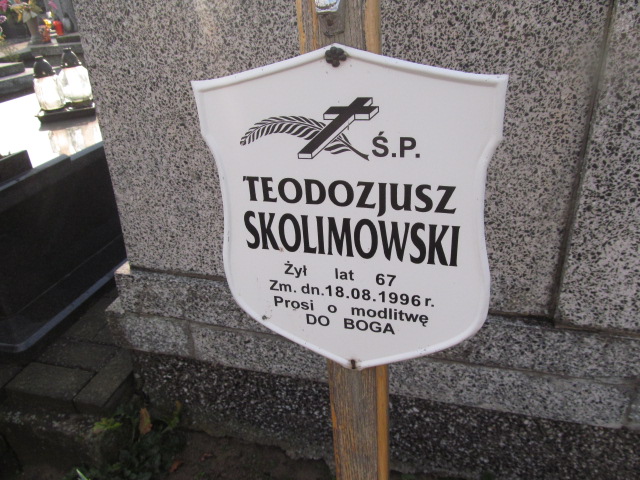 Ś.P.
TEODOZJUSZ
SKOLIMOWSKI
Żył lat 67
Zm. dn. 18.08.1996 r.
Prosi o modlitwę
DO BOGA